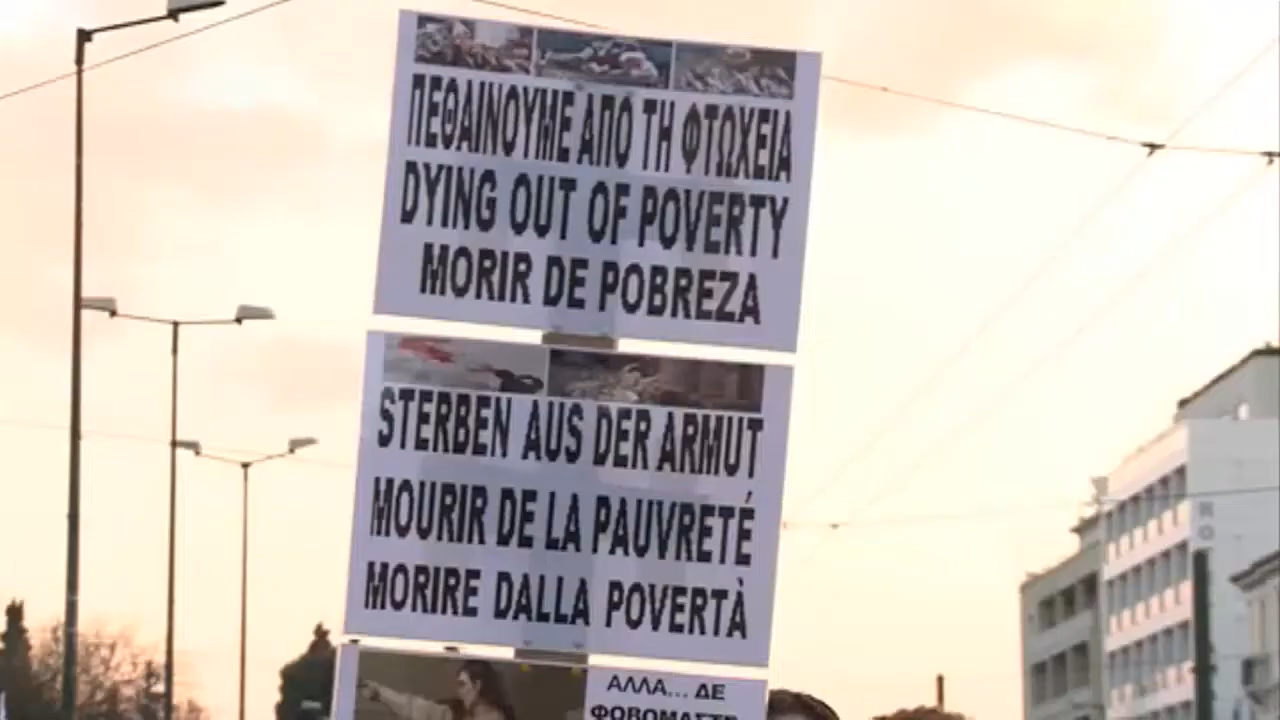 ΠΕΘΑΙΝΟΥΜΕ ΑΠΟ ΤΗ ΦΤΩΧΕΙΑ
DYING OUT OF POVERTY
MORIR DE POBREZA
STERBEN AUS DER ARMUT
MOURIR DE LA PAUVRETÉ
MORIRE DALLA POVERTÀ
ΑΛΛΑ... ΔΕ
ΦΟΒΟΜΑΣΤΕ